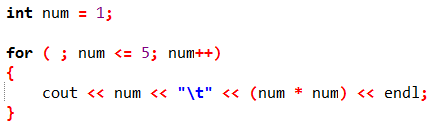 int num = 1;
for ( ; num <= 5; num++)
{
cout << num << "\t" << (num * num) << endl;
}